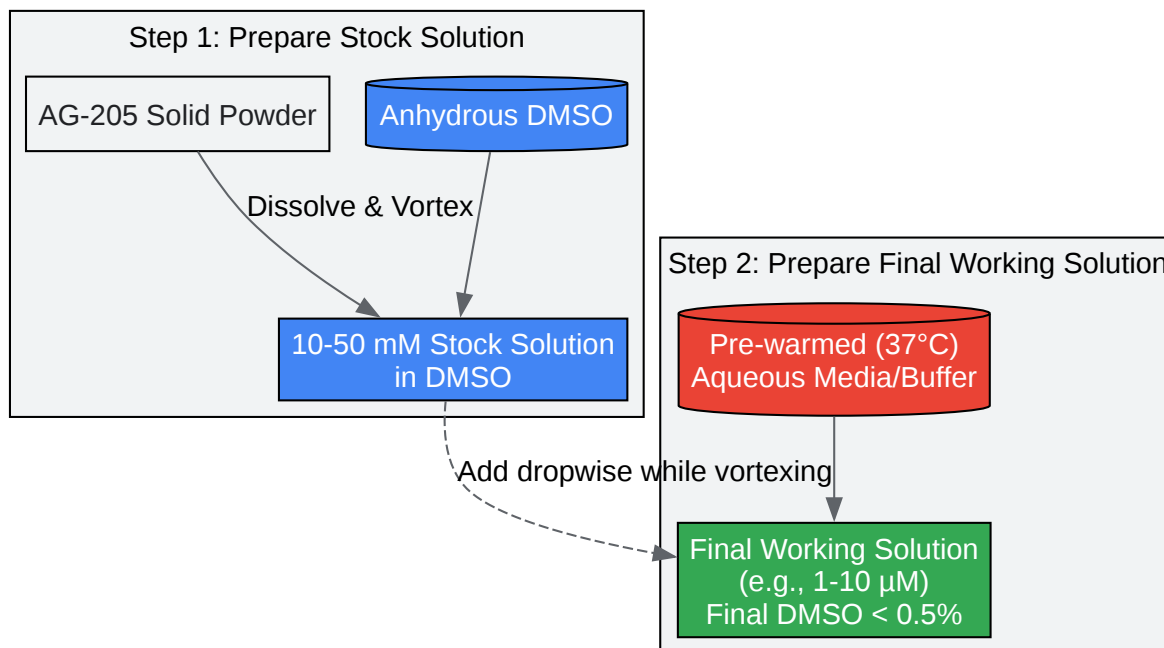 Step 1: Prepare Stock Solution
AG-205 Solid Powder
Anhydrous DMSO
Dissolve & Vortex
10-50 mM Stock Solution
in DMSO
Step 2: Prepare Final Working Solution
Pre-warmed (37°C)
Aqueous Media/Buffer
Add dropwise while vortexing
Final Working Solution
(e.g., 1-10 µM)
Final DMSO < 0.5%